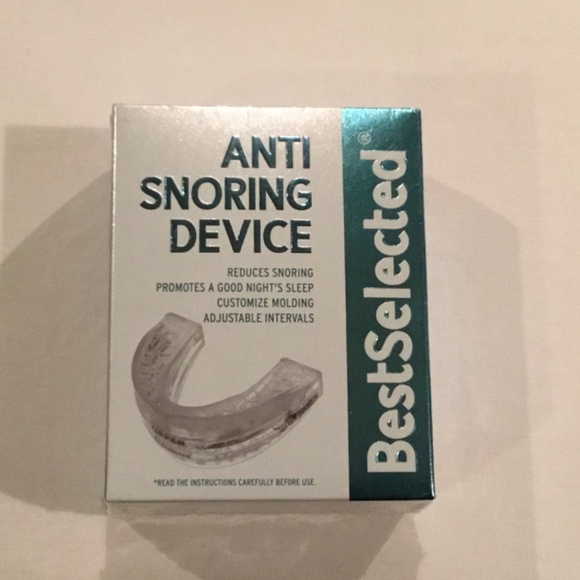 ANTI
SNORING
DEVICE
REDUCES SNORING
PROMOTES A GOOD NIGHT'S SLEEP
CUSTOMIZE MOLDING
ADJUSTABLE INTERVALS
*READ THE INSTRUCTIONS CAREFULLY BEFORE USE.
BestSelected®